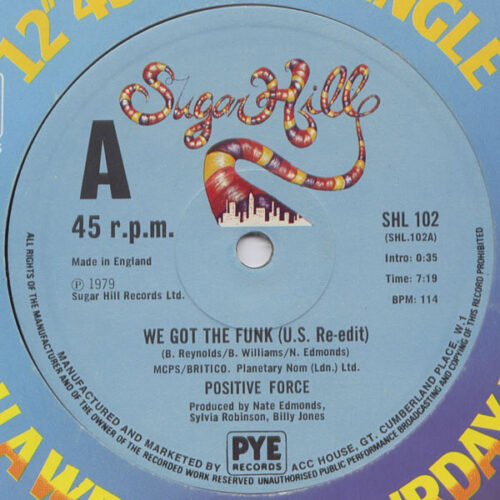 12" 45
NGLE
Sugar Hill
A
45 r.p.m.
Made in England
℗ 1979
Sugar Hill Records Ltd.
SHL 102
(SHL.102A)
Intro: 0:35
Time: 7:19
BPM: 114
WE GOT THE FUNK (U.S. Re-edit)
(B. Reynolds/B. Williams/N. Edmonds)
MCPS/BRITICO. Planetary Nom (Ldn.) Ltd.
POSITIVE FORCE
Produced by Nate Edmonds,
Sylvia Robinson, Billy Jones
PYE
RECORDS
MANUFACTURED AND MARKETED BY
ACC HOUSE, GT. CUMBERLAND PLACE, W.1
ALL RIGHTS OF THE MANUFACTURER AND OF THE OWNER OF THE RECORDED WORK RESERVED UNAUTHORISED PUBLIC PERFORMANCE BROADCASTING AND COPYING OF THIS RECORD PROHIBITED